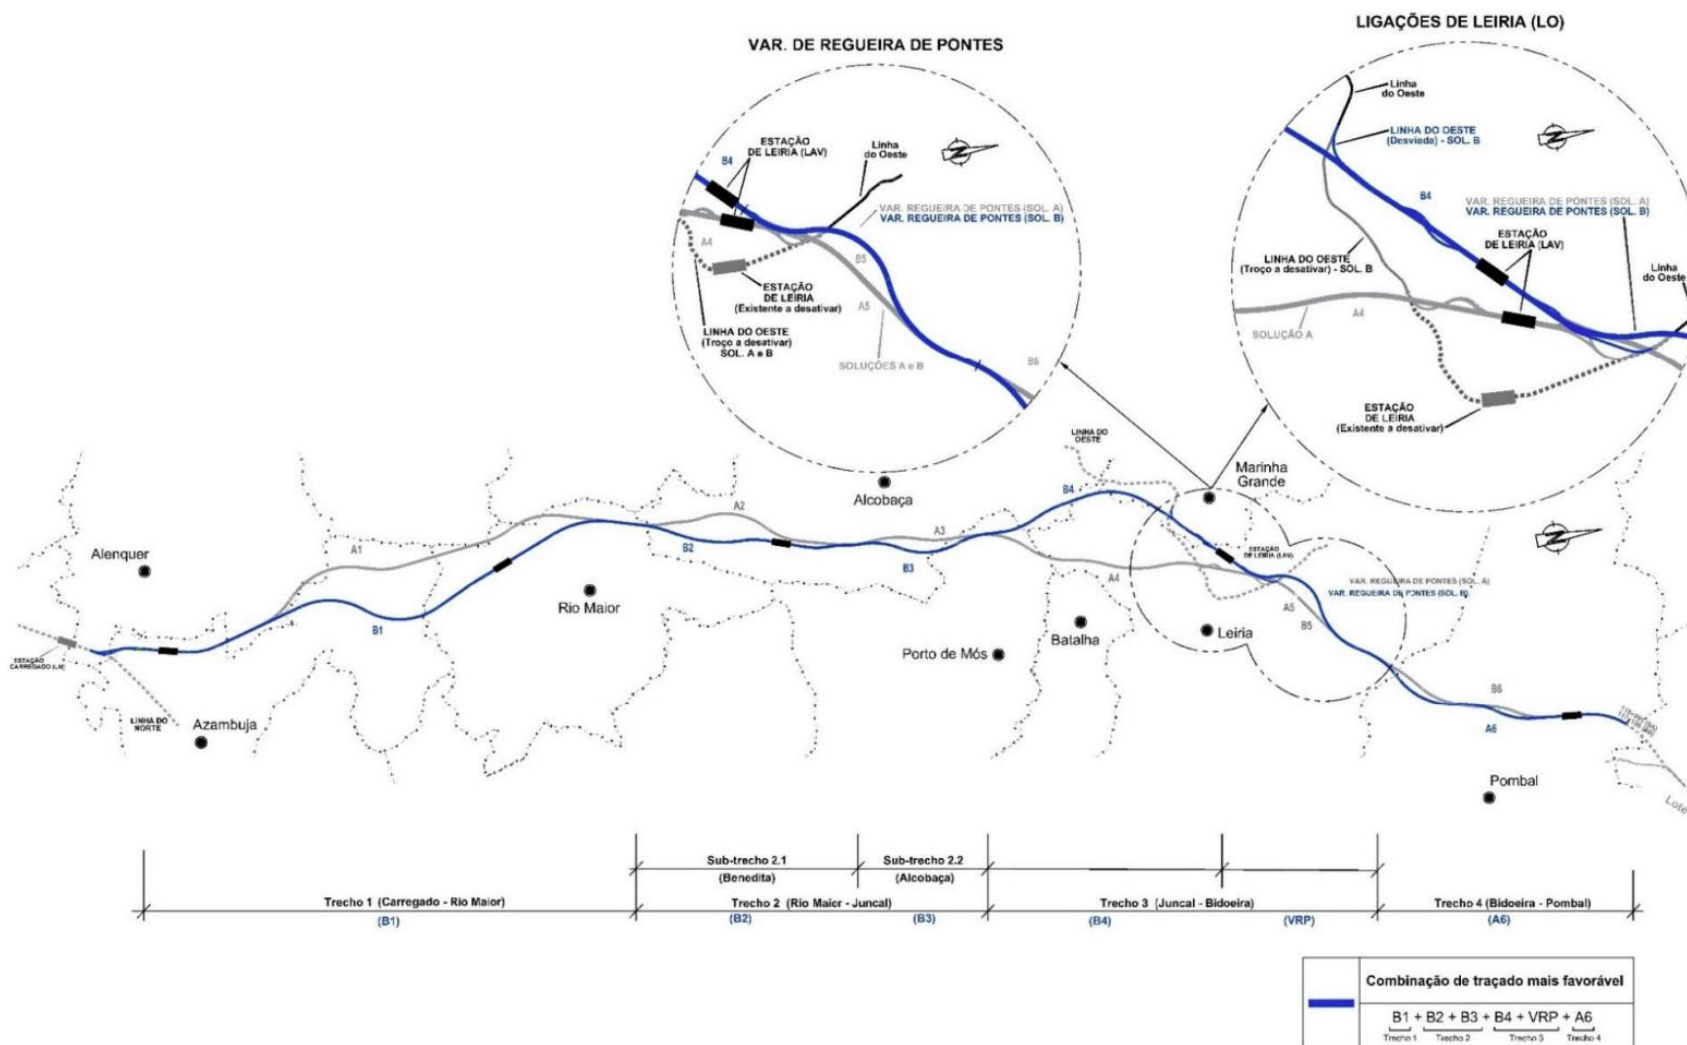 VAR. DE REGUEIRA DE PONTES
LIGAÇÕES DE LEIRIA (LO)
B4
ESTAÇÃO
DE LEIRIA (LAV)
Linha
do Oeste
VAR. REGUEIRA DE PONTES (SOL. A)
VAR. REGUEIRA DE PONTES (SOL. B)
A4
B5
A5
ESTAÇÃO
DE LEIRIA
(Existente a desativar)
LINHA DO OESTE
(Troço a desativar)
SOL. A e B
SOLUÇÕES A e B
B6
Linha
do Oeste
LINHA DO OESTE
(Desviada) - SOL. B
B4
VAR. REGUEIRA DE PONTES (SOL. A)
VAR. REGUEIRA DE PONTES (SOL. B)
ESTAÇÃO
DE LEIRIA (LAV)
LINHA DO OESTE
(Troço a desativar) - SOL. B
Linha
do Oeste
A4
SOLUÇÃO A
ESTAÇÃO
DE LEIRIA
(Existente a desativar)
LINHA DO
OESTE
Marinha
Grande
Alcobaça
B4
A2
A3
Alenquer
A1
B2
B3
ESTAÇÃO
DE LEIRIA (LAV)
A4
VAR. REGUEIRA DE PONTES (SOL. A)
VAR. REGUEIRA DE PONTES (SOL. B)
Rio Maior
A5
B5
B1
Batalha
Leiria
Porto de Mós
ESTAÇÃO
CARREGADO (LN)
LINHA DO
NORTE
Azambuja
B6
A6
Pombal
Lote
Sub-trecho 2.1
(Benedita)
Sub-trecho 2.2
(Alcobaça)
Trecho 1 (Carregado - Rio Maior)
(B1)
Trecho 2 (Rio Maior - Juncal)
(B2)
(B3)
Trecho 3 (Juncal - Bidoeira)
(B4)
(VRP)
Trecho 4 (Bidoeira - Pombal)
(A6)
Combinação de traçado mais favorável
B1 + B2 + B3 + B4 + VRP + A6
Trecho 1 Trecho 2 Trecho 3 Trecho 4